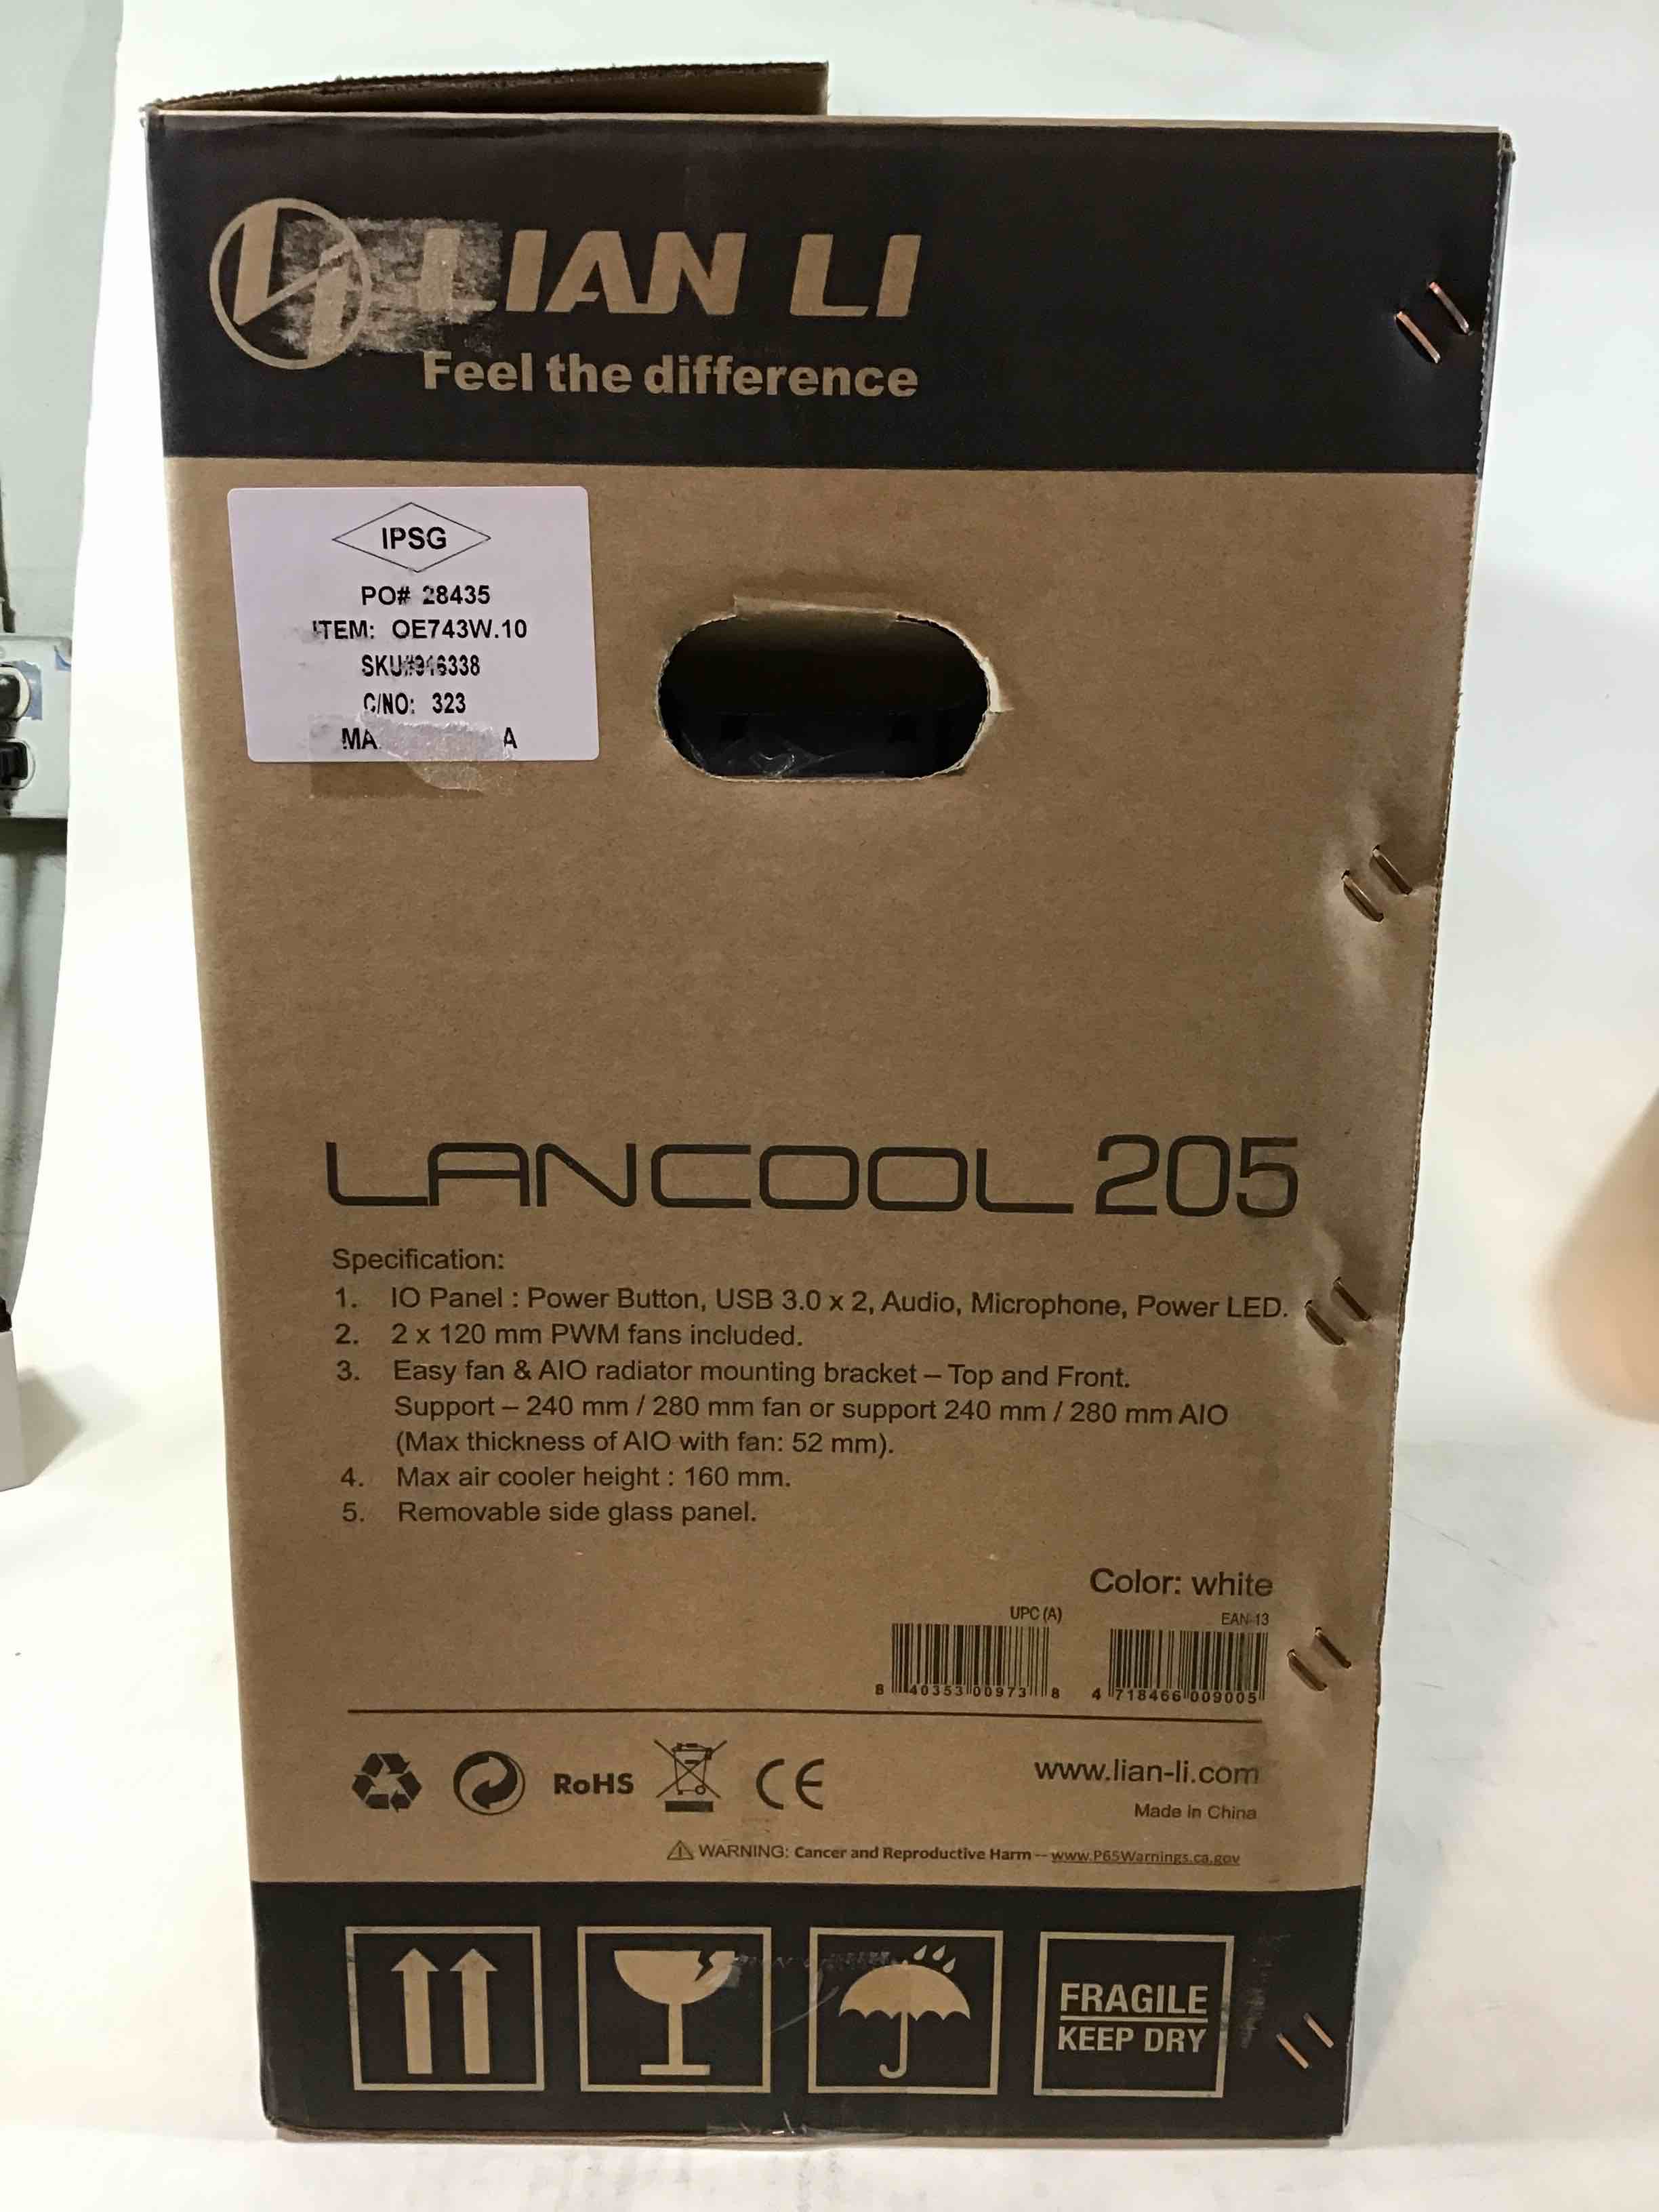 LIAN LI
Feel the difference
IPSG
PO# 28435
ITEM: OE743W.10
SKU#916338
C/NO: 323
LANCOOL 205
Specification:
1. IO Panel : Power Button, USB 3.0 x 2, Audio, Microphone, Power LED.
2. 2 x 120 mm PWM fans included.
3. Easy fan & AIO radiator mounting bracket – Top and Front.
Support – 240 mm / 280 mm fan or support 240 mm / 280 mm AIO
(Max thickness of AIO with fan: 52 mm).
4. Max air cooler height : 160 mm.
5. Removable side glass panel.
Color: white
UPC (A) EAN-13
8 40353 00973 8 4 718466 009005
RoHS CE
www.lian-li.com
Made in China
WARNING: Cancer and Reproductive Harm -- www.P65Warnings.ca.gov
FRAGILE
KEEP DRY